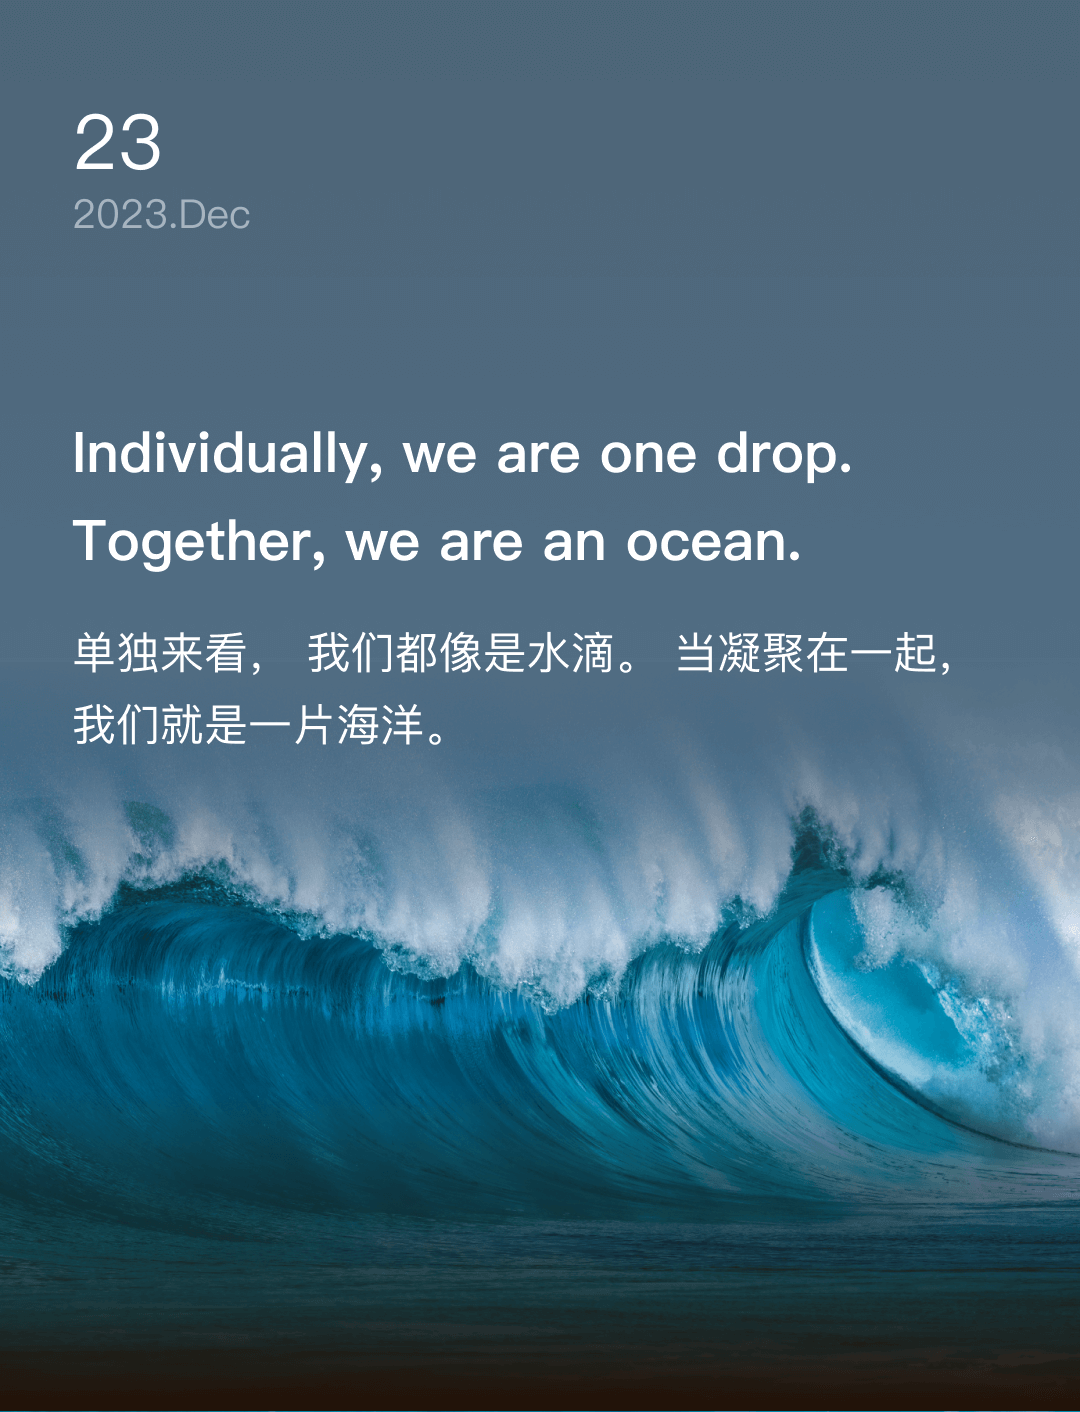 23
2023.Dec
Individually, we are one drop.
Together, we are an ocean.
单独来看， 我们都像是水滴。 当凝聚在一起，
我们就是一片海洋。